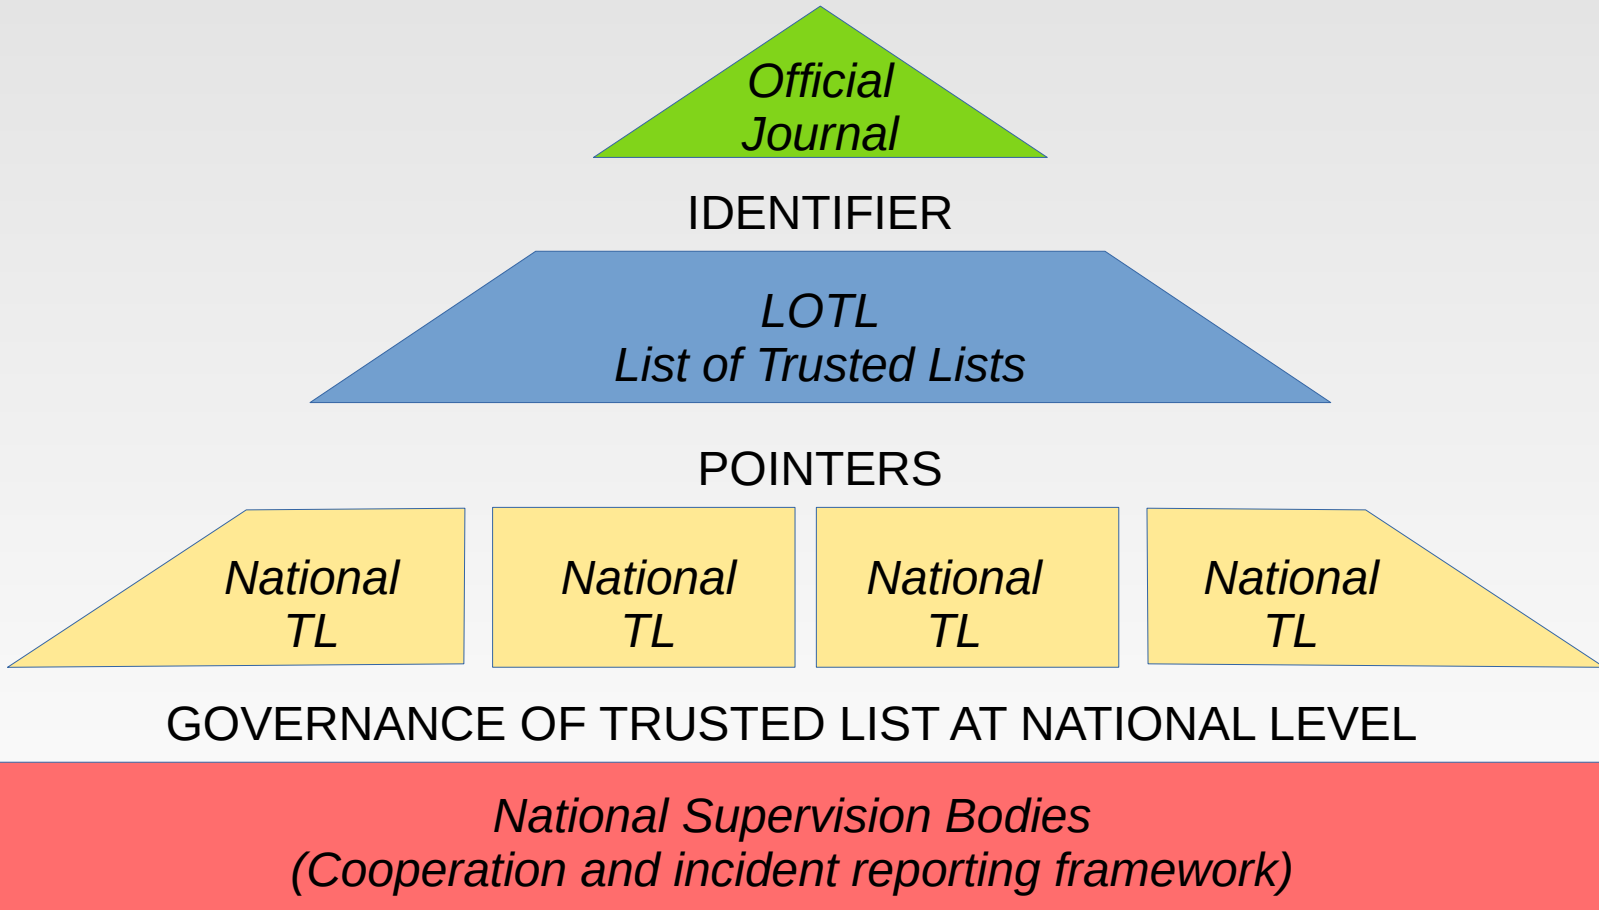 Official
Journal
IDENTIFIER
LOTL
List of Trusted Lists
POINTERS
National
TL
National
TL
National
TL
National
TL
GOVERNANCE OF TRUSTED LIST AT NATIONAL LEVEL
National Supervision Bodies
(Cooperation and incident reporting framework)